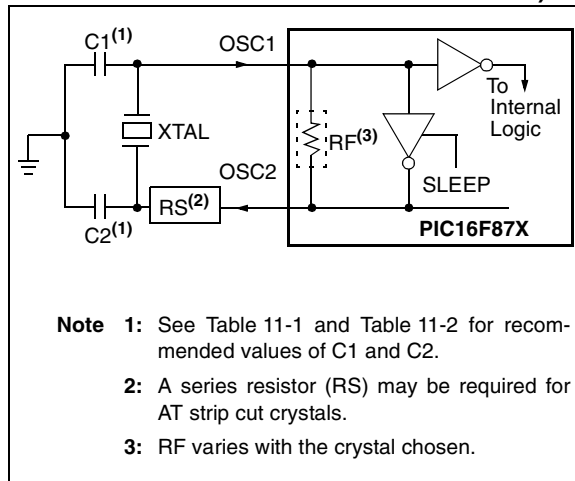 C1(1)
OSC1
To
Internal
Logic
XTAL
RF(3)
OSC2
SLEEP
RS(2)
C2(1)
PIC16F87X
Note 1: See Table 11-1 and Table 11-2 for recom-
mended values of C1 and C2.
2: A series resistor (RS) may be required for
AT strip cut crystals.
3: RF varies with the crystal chosen.